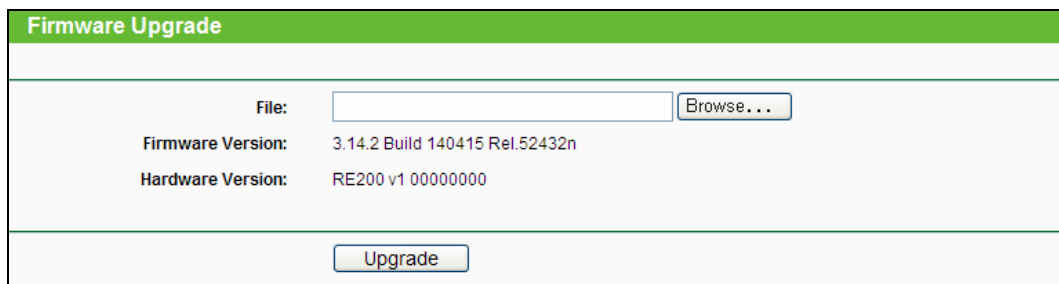 Firmware Upgrade
File: Browse...
Firmware Version: 3.14.2 Build 140415 Rel.52432n
Hardware Version: RE200 v1 00000000
Upgrade